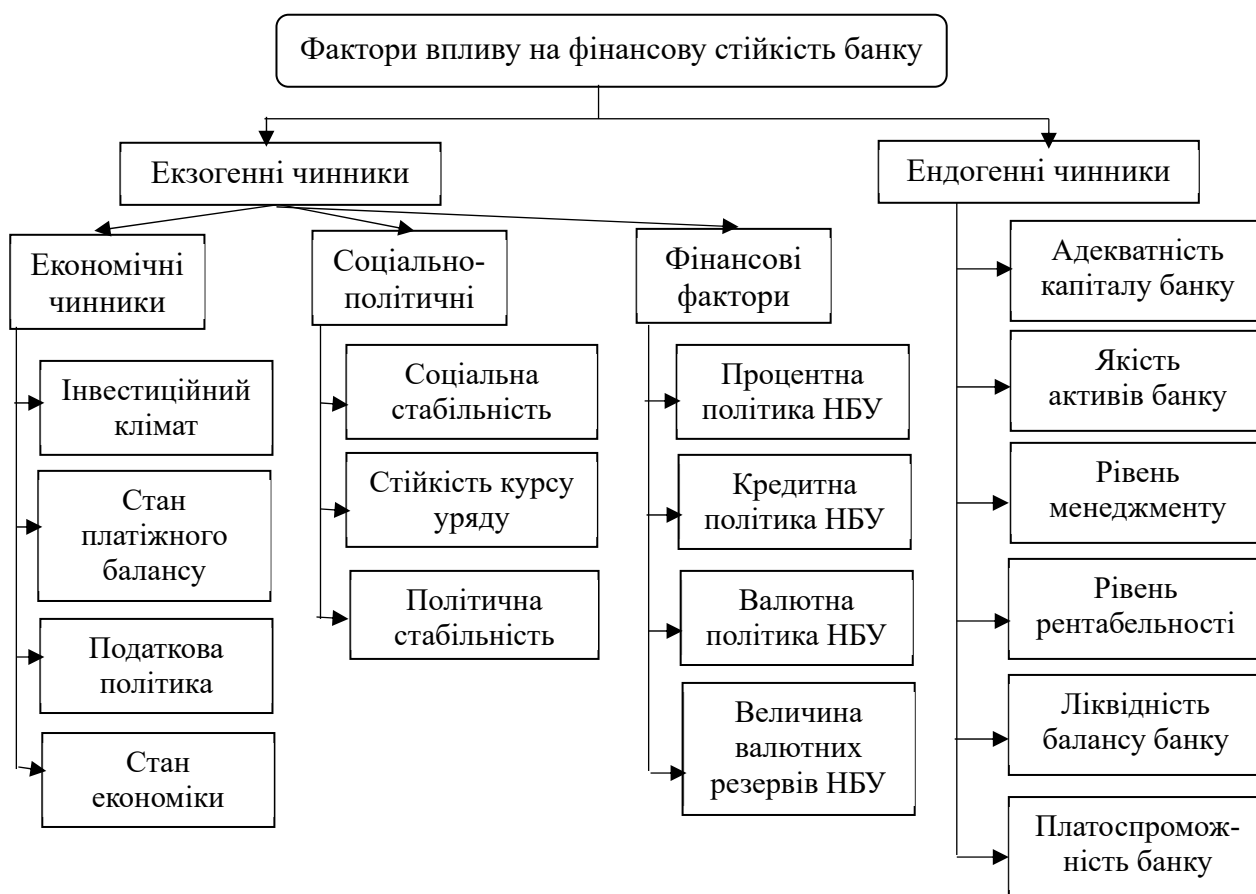 Фактори впливу на фінансову стійкість банку
Екзогенні чинники
Ендогенні чинники
Економічні
чинники
Соціально-
політичні
Фінансові
фактори
Інвестиційний
клімат
Стан
платіжного
балансу
Податкова
політика
Стан
економіки
Соціальна
стабільність
Стійкість курсу
уряду
Політична
стабільність
Процентна
політика НБУ
Кредитна
політика НБУ
Валютна
політика НБУ
Величина
валютних
резервів НБУ
Адекватність
капіталу банку
Якість
активів банку
Рівень
менеджменту
Рівень
рентабельності
Ліквідність
балансу банку
Платоспромож-
ність банку